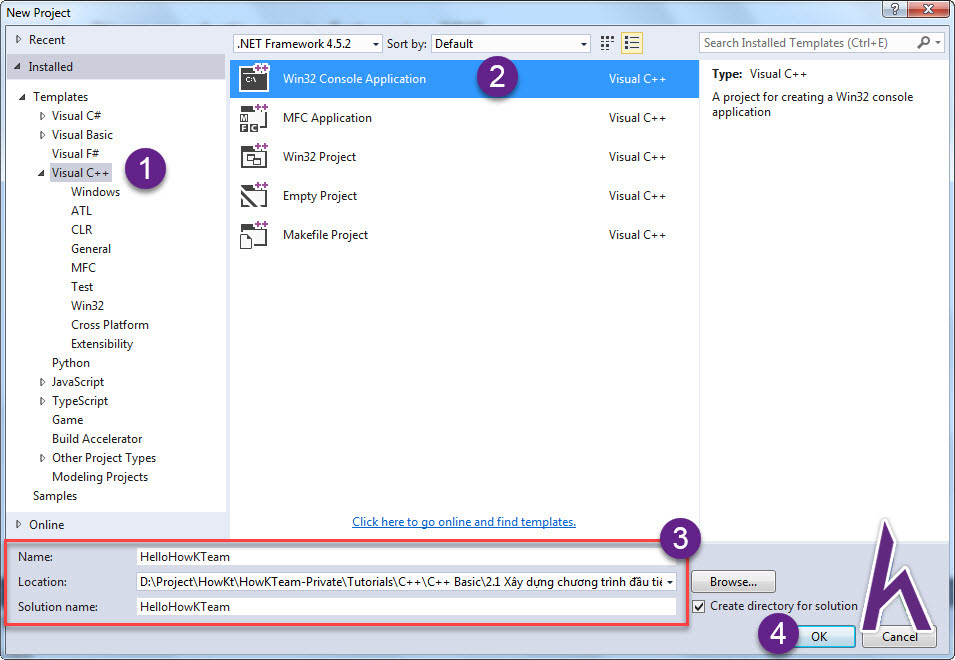 New Project
Recent
Installed
Templates
Visual C#
Visual Basic
Visual F#
Visual C++
1
Windows
ATL
CLR
General
MFC
Test
Win32
Cross Platform
Extensibility
Python
JavaScript
TypeScript
Game
Build Accelerator
Other Project Types
Modeling Projects
Samples
Online
.NET Framework 4.5.2 Sort by: Default
Win32 Console Application 2 Visual C++
MFC Application Visual C++
Win32 Project Visual C++
Empty Project Visual C++
Makefile Project Visual C++
Click here to go online and find templates.
Search Installed Templates (Ctrl+E)
Type: Visual C++
A project for creating a Win32 console
application
3
Name: HelloHowKTeam
Location: D:\Project\HowKt\HowKTeam-Private\Tutorials\C++\C++ Basic\2.1 Xây dựng chương trình đầu tiê
Solution name: HelloHowKTeam
Browse...
Create directory for solution
4 OK Cancel